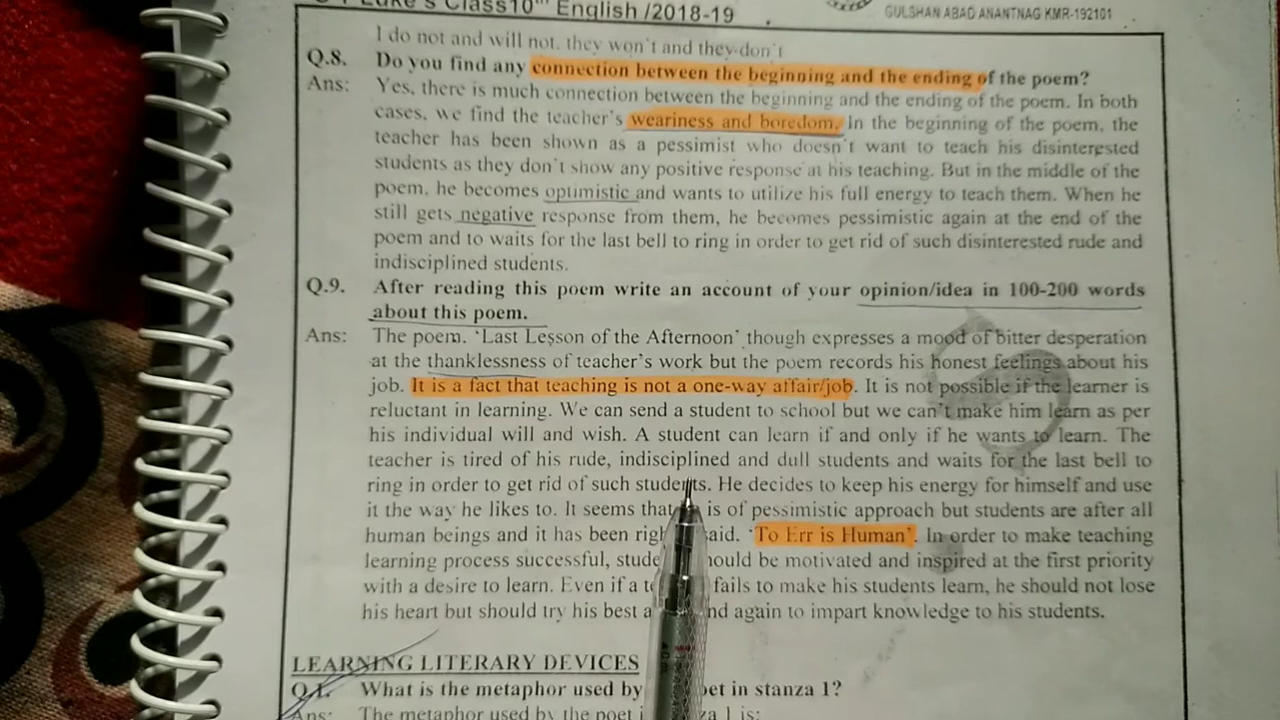 Luke's Class10th English /2018-19
GULSHAN ABAD ANANTNAG KMR-192101
I do not and will not, they won't and they don't
Q.8. Do you find any connection between the beginning and the ending of the poem?
Ans: Yes, there is much connection between the beginning and the ending of the poem. In both
cases, we find the teacher's weariness and boredom. In the beginning of the poem, the
teacher has been shown as a pessimist who doesn't want to teach his disinterested
students as they don't show any positive response at his teaching. But in the middle of the
poem, he becomes optimistic and wants to utilize his full energy to teach them. When he
still gets negative response from them, he becomes pessimistic again at the end of the
poem and to waits for the last bell to ring in order to get rid of such disinterested rude and
indisciplined students.
Q.9. After reading this poem write an account of your opinion/idea in 100-200 words
about this poem.
Ans: The poem. 'Last Lesson of the Afternoon' though expresses a mood of bitter desperation
at the thanklessness of teacher's work but the poem records his honest feelings about his
job. It is a fact that teaching is not a one-way affair/job. It is not possible if the learner is
reluctant in learning. We can send a student to school but we can't make him learn as per
his individual will and wish. A student can learn if and only if he wants to learn. The
teacher is tired of his rude, indisciplined and dull students and waits for the last bell to
ring in order to get rid of such students. He decides to keep his energy for himself and use
it the way he likes to. It seems that is of pessimistic approach but students are after all
human beings and it has been said. 'To Err is Human'. In order to make teaching
learning process successful, should be motivated and inspired at the first priority
with a desire to learn. Even if a fails to make his students learn, he should not lose
his heart but should try his best and again to impart knowledge to his students.
LEARNING LITERARY DEVICES
Q.1. What is the metaphor used by in stanza 1?
Ans: The metaphor used by the poet is: